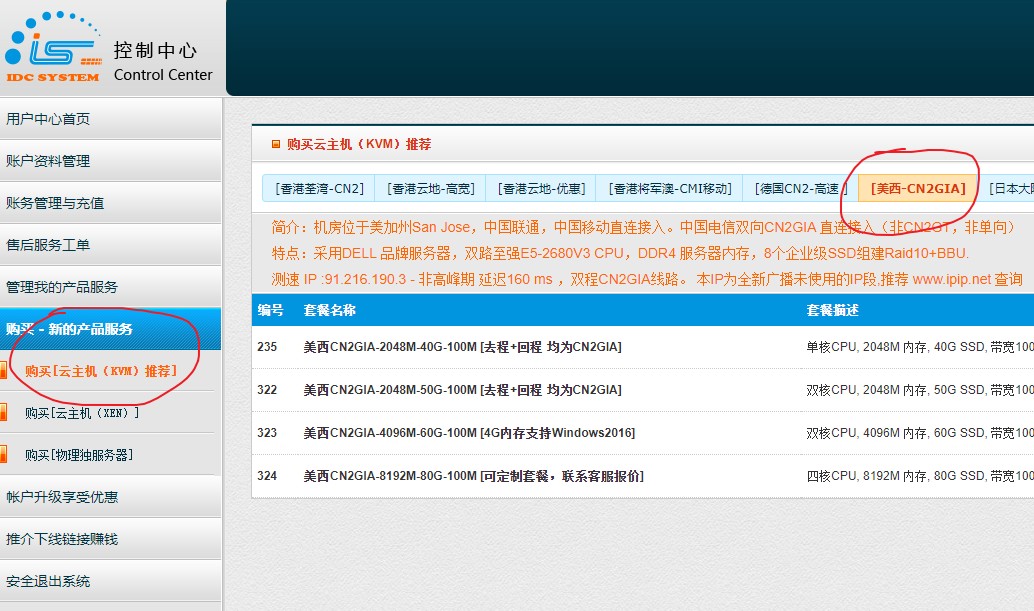 IDC SYSTEM
控制中心
Control Center
用户中心首页
账户资料管理
账务管理与充值
售后服务工单
管理我的产品服务
购买 - 新的产品服务
购买[云主机（KVM）推荐]
购买[云主机（XEN）]
购买[物理独服务器]
帐户升级享受优惠
推介下线链接赚钱
安全退出系统
购买云主机（KVM）推荐
[香港荃湾-CN2] [香港云地-高宽] [香港云地-优惠] [香港将军澳-CMI移动] [德国CN2-高速] [美西-CN2GIA] [日本大
简介：机房位于美加州San Jose，中国联通，中国移动直连接入。中国电信双向CN2GIA 直连接入（非CN2GT，非单向）
特点：采用DELL 品牌服务器，双路至强E5-2680V3 CPU，DDR4 服务器内存，8个企业级SSD组建Raid10+BBU.
测速 IP :91.216.190.3 - 非高峰期 延迟160 ms ，双程CN2GIA线路。 本IP为全新广播未使用的IP段,推荐 www.ipip.net 查询
编号 套餐名称 套餐描述
235 美西CN2GIA-2048M-40G-100M [去程+回程 均为CN2GIA] 单核CPU, 2048M 内存, 40G SSD, 带宽100
322 美西CN2GIA-2048M-50G-100M [去程+回程 均为CN2GIA] 双核CPU, 2048M 内存, 50G SSD, 带宽100
323 美西CN2GIA-4096M-60G-100M [4G内存支持Windows2016] 双核CPU, 4096M 内存, 60G SSD, 带宽100
324 美西CN2GIA-8192M-80G-100M [可定制套餐，联系客服报价] 四核CPU, 8192M 内存, 80G SSD, 带宽100